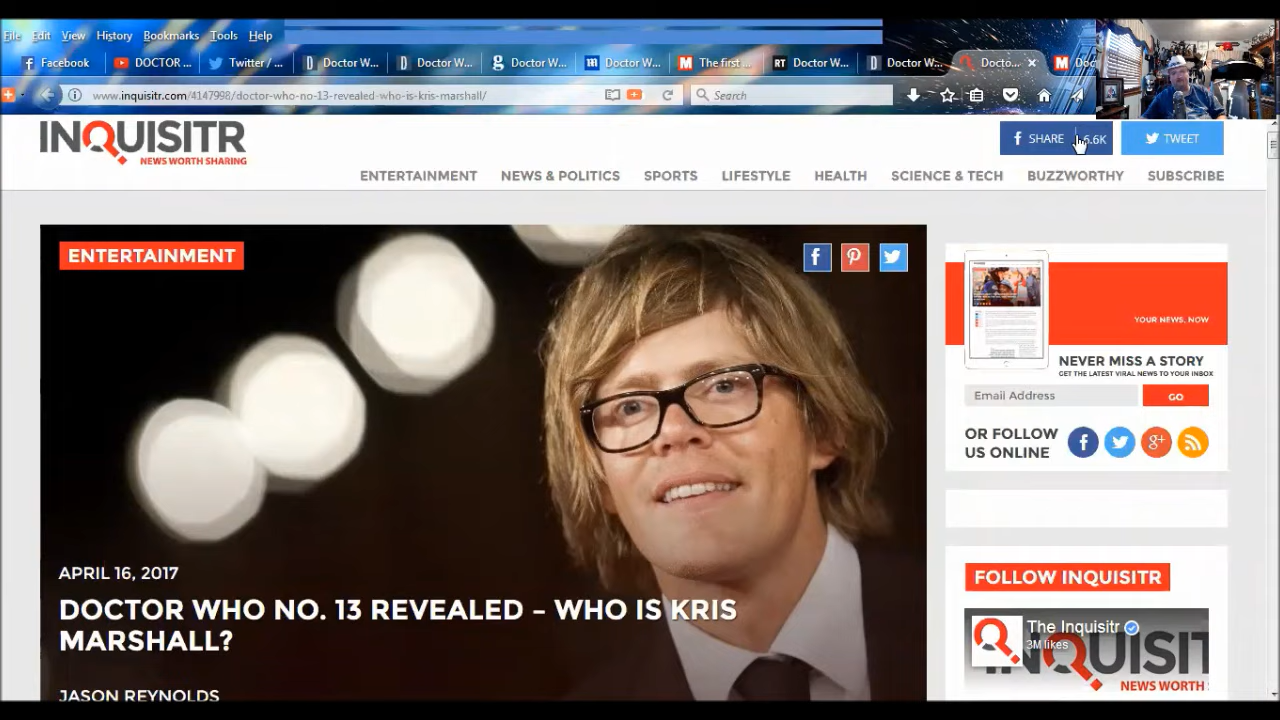 File Edit View History Bookmarks Tools Help
Facebook DOCTOR ... Twitter / ... Doctor W... Doctor W... Doctor W... Doctor W... The first ... Doctor W... Doctor W... Docto...
www.inquisitr.com/4147998/doctor-who-no-13-revealed-who-is-kris-marshall/ Search
INQUISITR
NEWS WORTH SHARING
SHARE 6.6K TWEET
ENTERTAINMENT NEWS & POLITICS SPORTS LIFESTYLE HEALTH SCIENCE & TECH BUZZWORTHY SUBSCRIBE
ENTERTAINMENT
APRIL 16, 2017
DOCTOR WHO NO. 13 REVEALED – WHO IS KRIS
MARSHALL?
JASON REYNOLDS
YOUR NEWS, NOW
NEVER MISS A STORY
GET THE LATEST VIRAL NEWS TO YOUR INBOX
Email Address GO
OR FOLLOW
US ONLINE
FOLLOW INQUISITR
The Inquisitr
3M likes
INQUISIT
NEWS WORTH